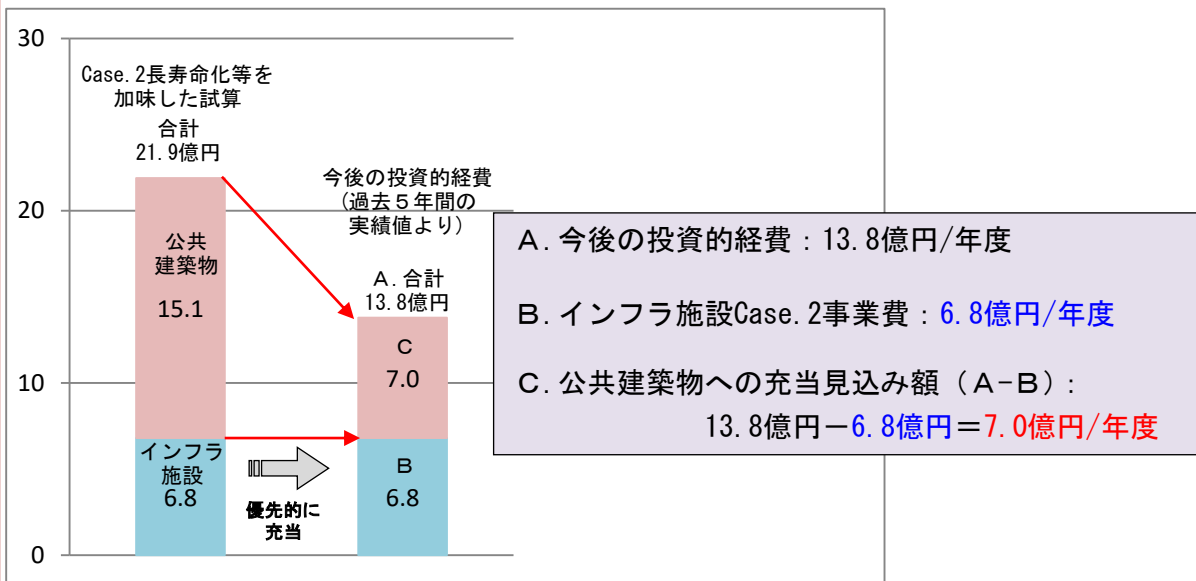 30
20
10
0
Case.2長寿命化等を
加味した試算
合計
21.9億円
公共
建築物
15.1
インフラ
施設
6.8
優先的に
充当
今後の投資的経費
(過去５年間の
実績値より)
Ａ.合計
13.8億円
Ｃ
7.0
Ｂ
6.8
Ａ.今後の投資的経費：13.8億円/年度
Ｂ.インフラ施設Case.2事業費：6.8億円/年度
Ｃ.公共建築物への充当見込み額（Ａ-Ｂ）：
13.8億円－6.8億円＝7.0億円/年度